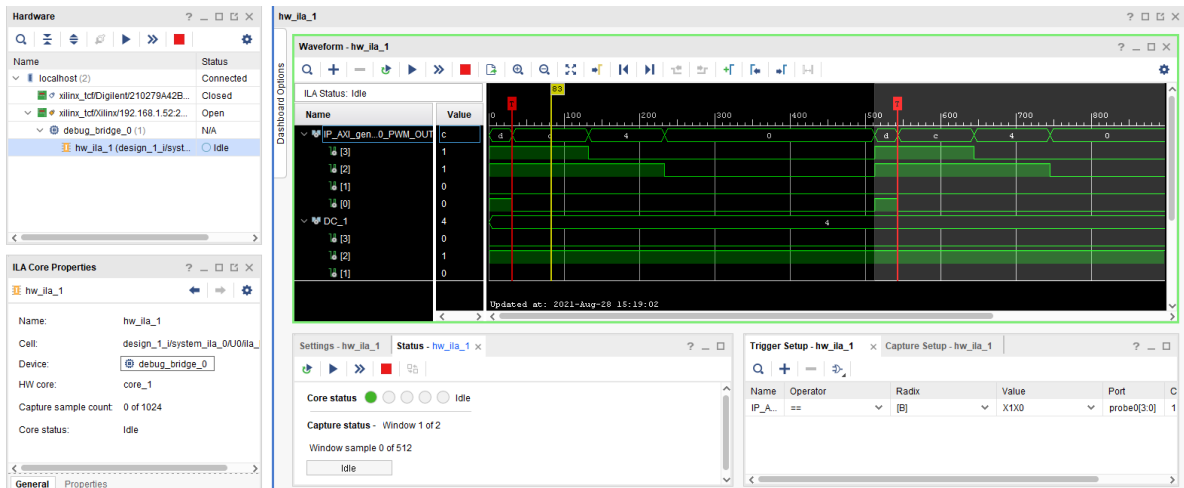 Hardware
Name Status
localhost (2) Connected
xilinx_tcf/Digilent/210279A42B... Closed
xilinx_tcf/Xilinx/192.168.1.52:2... Open
debug_bridge_0 (1) N/A
hw_ila_1 (design_1_i/syst... Idle
ILA Core Properties
hw_ila_1
Name: hw_ila_1
Cell: design_1_i/system_ila_0/U0/ila_
Device: debug_bridge_0
HW core: core_1
Capture sample count: 0 of 1024
Core status: Idle
General Properties
hw_ila_1
Dashboard Options
Waveform - hw_ila_1
ILA Status: Idle
Name Value
83
T T
0 100 200 300 400 500 600 700 800
IP_AXI_gen...0_PWM_OUT c d c 4 0 d c 4 0
[3] 1
[2] 1
[1] 0
[0] 0
DC_1 4 4
[3] 0
[2] 1
[1] 0
Updated at: 2021-Aug-28 15:19:02
Settings - hw_ila_1 Status - hw_ila_1
Core status Idle
Capture status - Window 1 of 2
Window sample 0 of 512
Idle
Trigger Setup - hw_ila_1 Capture Setup - hw_ila_1
Name Operator Radix Value Port C
IP_A... == [B] X1X0 probe0[3:0] 1